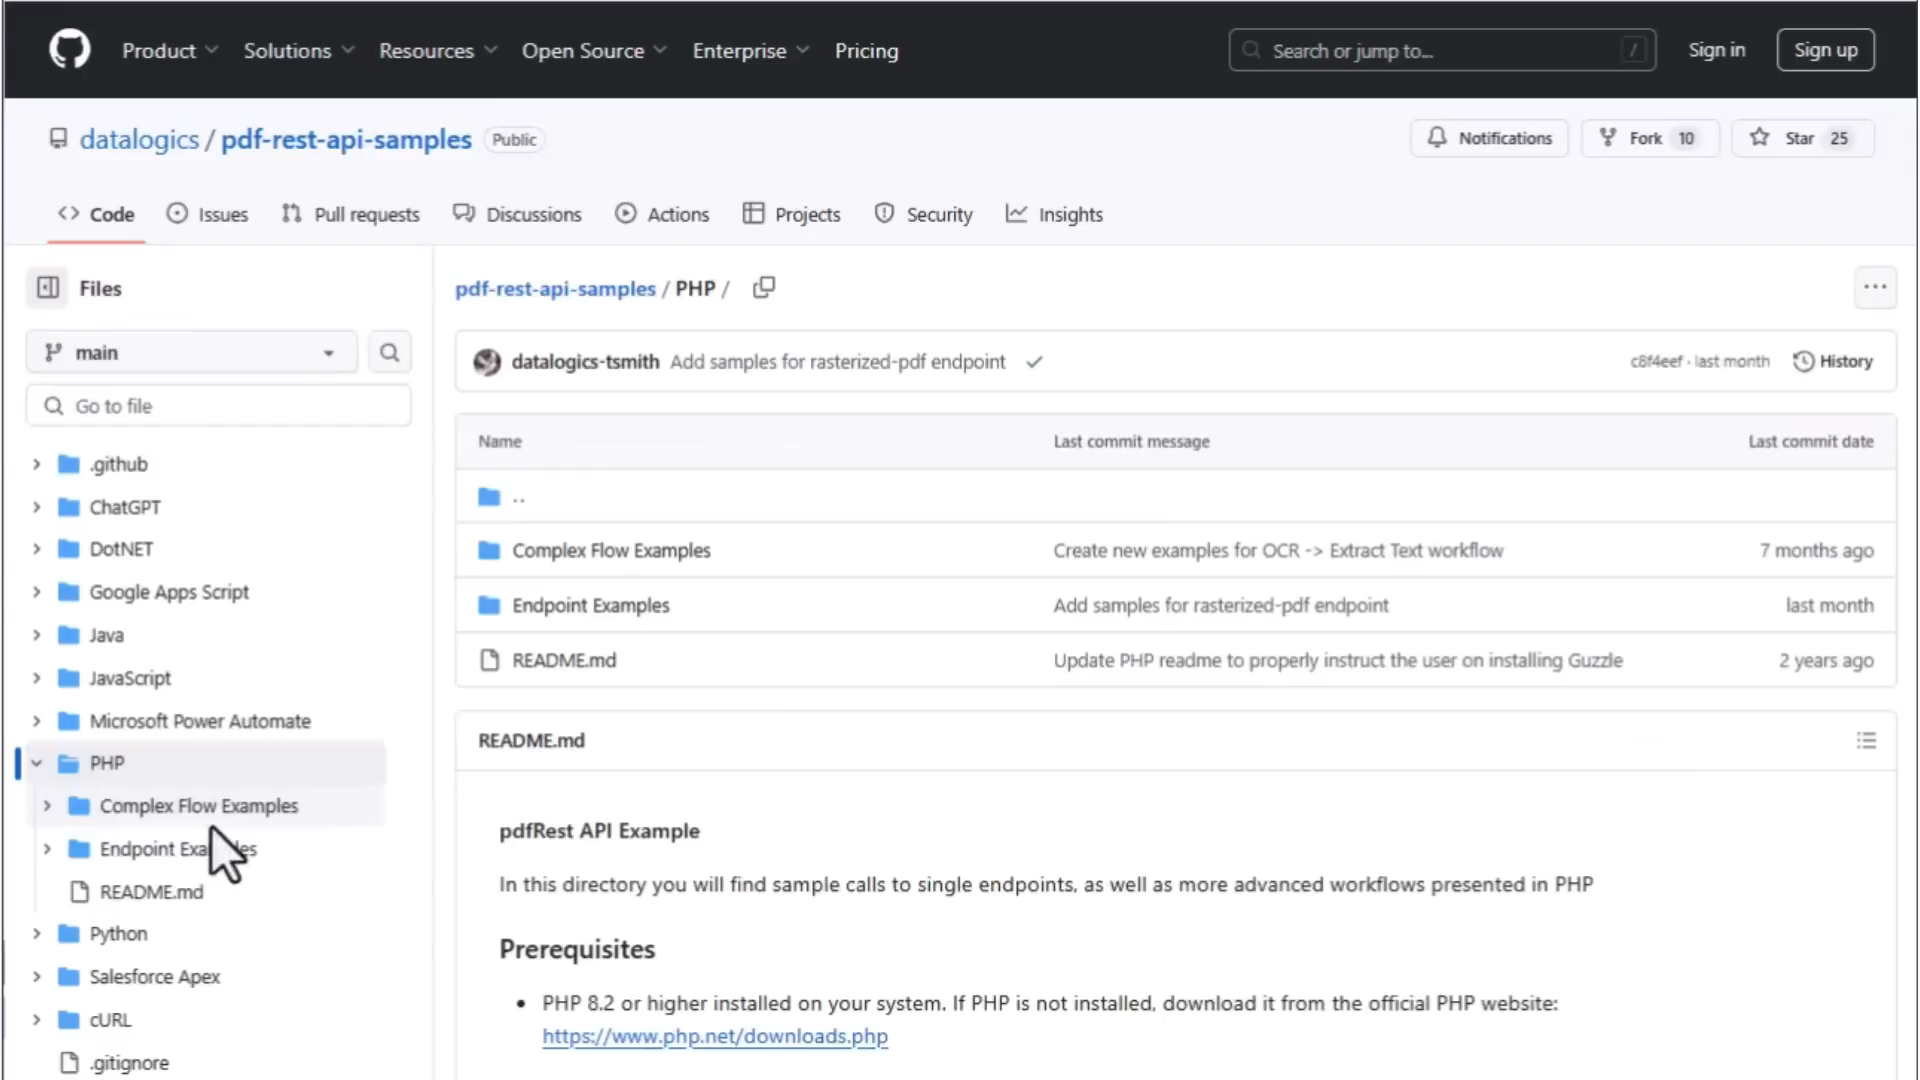 Product Solutions Resources Open Source Enterprise Pricing Search or jump to... / Sign in Sign up
datalogics / pdf-rest-api-samples Public Notifications Fork 10 Star 25
Code Issues Pull requests Discussions Actions Projects Security Insights
Files
main
Go to file
.github
ChatGPT
DotNET
Google Apps Script
Java
JavaScript
Microsoft Power Automate
PHP
Complex Flow Examples
Endpoint Exa les
README.md
Python
Salesforce Apex
cURL
.gitignore
pdf-rest-api-samples / PHP / ...
datalogics-tsmith Add samples for rasterized-pdf endpoint c8f4eef · last month History
Name Last commit message Last commit date
..
Complex Flow Examples Create new examples for OCR -> Extract Text workflow 7 months ago
Endpoint Examples Add samples for rasterized-pdf endpoint last month
README.md Update PHP readme to properly instruct the user on installing Guzzle 2 years ago
README.md
pdfRest API Example
In this directory you will find sample calls to single endpoints, as well as more advanced workflows presented in PHP
Prerequisites
• PHP 8.2 or higher installed on your system. If PHP is not installed, download it from the official PHP website:
https://www.php.net/downloads.php